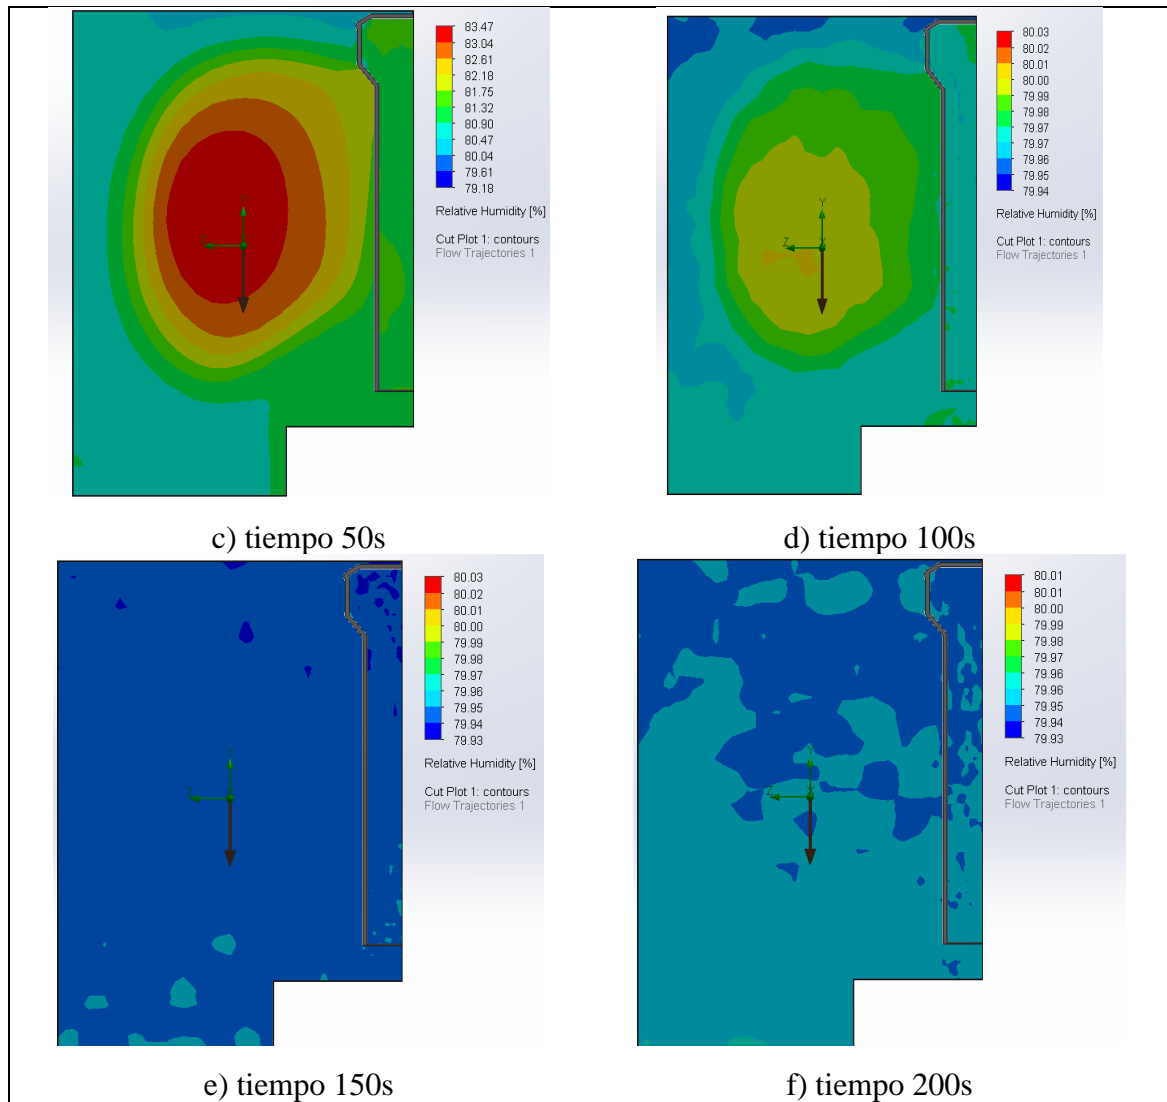 83.47
83.04
82.61
82.18
81.75
81.32
80.90
80.47
80.04
79.61
79.18
Relative Humidity [%]
Cut Plot 1: contours
Flow Trajectories 1
Y
Z
c) tiempo 50s
80.03
80.02
80.01
80.00
79.99
79.98
79.97
79.96
79.95
79.94
Relative Humidity [%]
Cut Plot 1: contours
Flow Trajectories 1
Y
Z
d) tiempo 100s
80.03
80.02
80.01
80.00
79.99
79.98
79.97
79.96
79.95
79.94
79.93
Relative Humidity [%]
Cut Plot 1: contours
Flow Trajectories 1
Y
Z
e) tiempo 150s
80.01
80.01
80.00
79.99
79.98
79.97
79.96
79.96
79.95
79.94
79.93
Relative Humidity [%]
Cut Plot 1: contours
Flow Trajectories 1
Y
Z
f) tiempo 200s